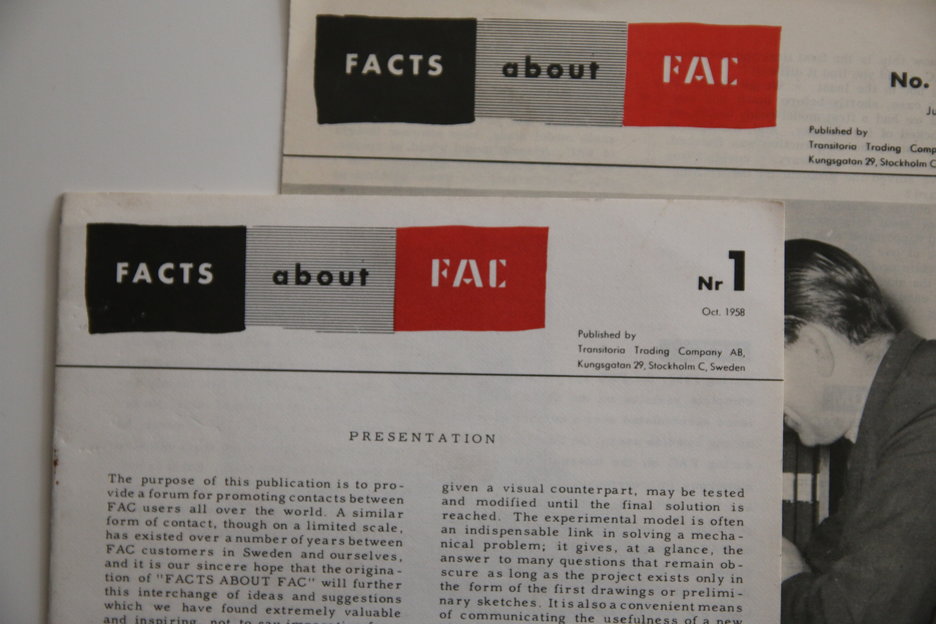 FACTS about FAC
No.
Published by
Transitoria Trading
Kungsgatan 29, Stockholm
FACTS about FAC
Nr 1
Oct. 1958
Published by
Transitoria Trading Company AB,
Kungsgatan 29, Stockholm C, Sweden
PRESENTATION
The purpose of this publication is to pro-
vide a forum for promoting contacts between
FAC users all over the world. A similar
form of contact, though on a limited scale,
has existed over a number of years between
FAC customers in Sweden and ourselves,
and it is our sincere hope that the origina-
tion of "FACTS ABOUT FAC" will further
this interchange of ideas and suggestions
which we have found extremely valuable
and inspiring, not to say
given a visual counterpart, may be tested
and modified until the final solution is
reached. The experimental model is often
an indispensable link in solving a mecha-
nical problem; it gives, at a glance, the
answer to many questions that remain ob-
scure as long as the project exists only in
the form of the first drawings or prelimi-
nary sketches. It is also a convenient means
of communicating the usefulness of a new